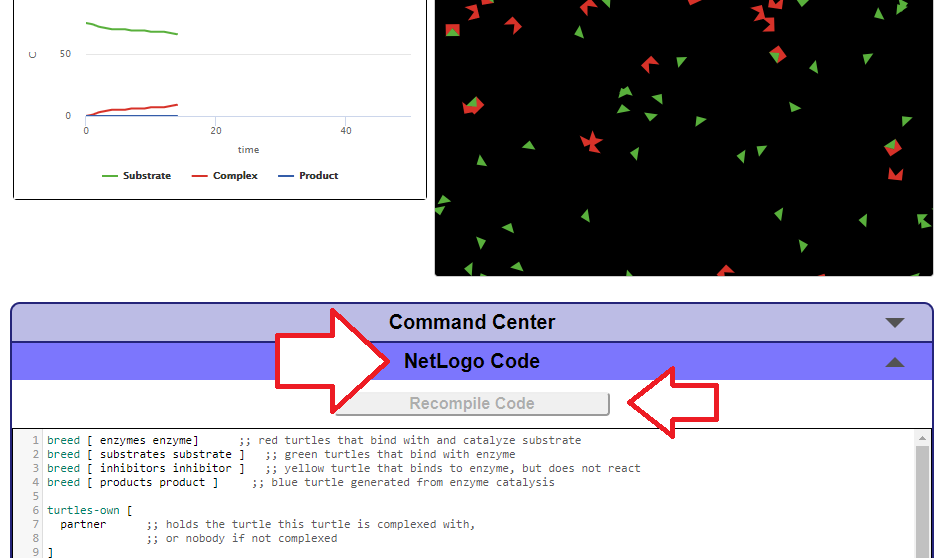 C
50
0
0
20
40
time
Substrate Complex Product
Command Center
NetLogo Code
Recompile Code
1 breed [ enzymes enzyme] ;; red turtles that bind with and catalyze substrate
2 breed [ substrates substrate ] ;; green turtles that bind with enzyme
3 breed [ inhibitors inhibitor ] ;; yellow turtle that binds to enzyme, but does not react
4 breed [ products product ] ;; blue turtle generated from enzyme catalysis
5
6 turtles-own [
7 partner ;; holds the turtle this turtle is complexed with,
8 ;; or nobody if not complexed
9 ]